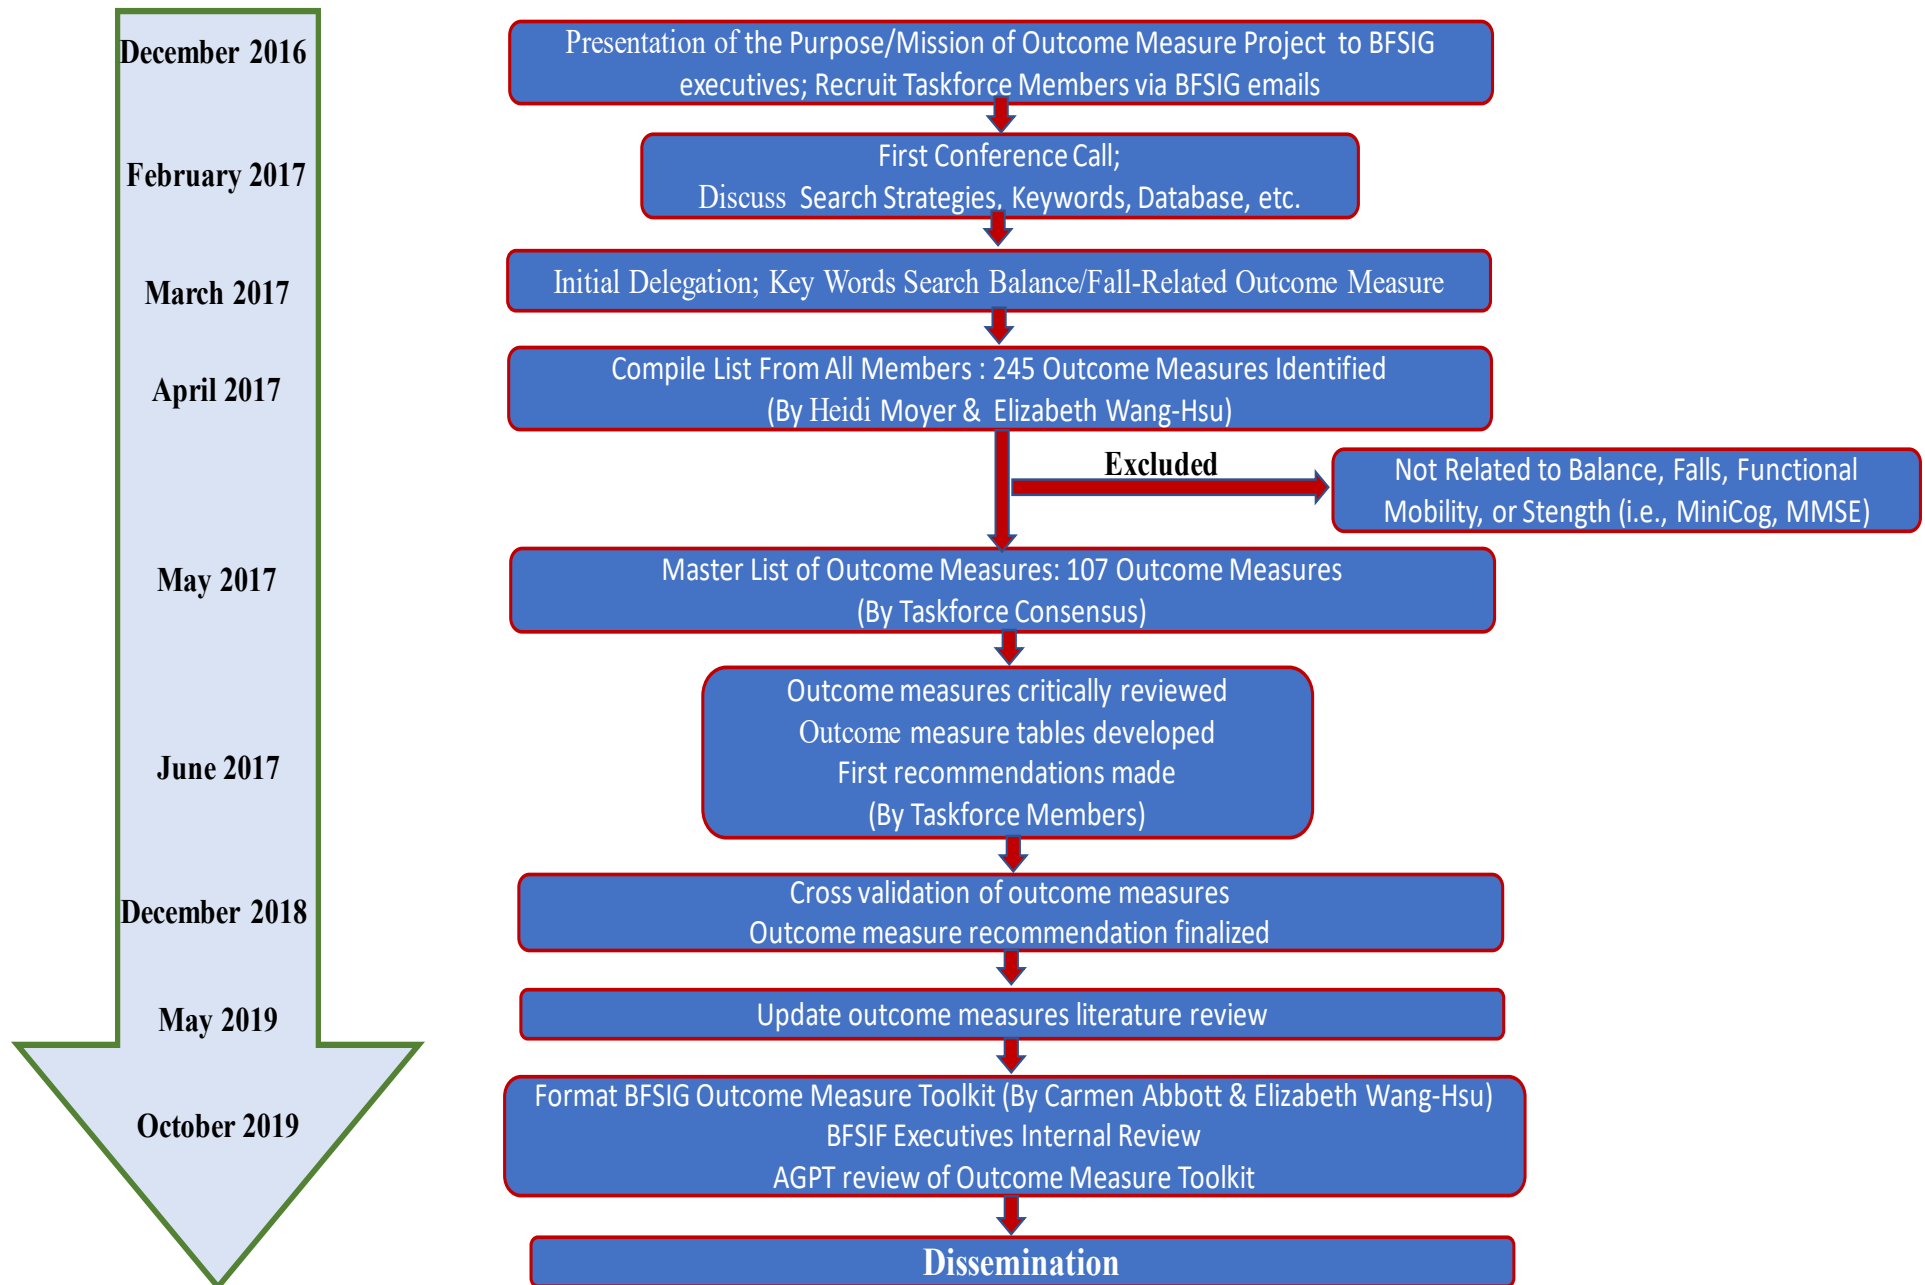 December 2016
Presentation of the Purpose/Mission of Outcome Measure Project to BFSIG
executives; Recruit Taskforce Members via BFSIG emails
February 2017
First Conference Call;
Discuss Search Strategies, Keywords, Database, etc.
March 2017
Initial Delegation; Key Words Search Balance/Fall-Related Outcome Measure
April 2017
Compile List From All Members : 245 Outcome Measures Identified
(By Heidi Moyer & Elizabeth Wang-Hsu)
Excluded
Not Related to Balance, Falls, Functional
Mobility, or Stength (i.e., MiniCog, MMSE)
May 2017
Master List of Outcome Measures: 107 Outcome Measures
(By Taskforce Consensus)
June 2017
Outcome measures critically reviewed
Outcome measure tables developed
First recommendations made
(By Taskforce Members)
December 2018
Cross validation of outcome measures
Outcome measure recommendation finalized
May 2019
Update outcome measures literature review
October 2019
Format BFSIG Outcome Measure Toolkit (By Carmen Abbott & Elizabeth Wang-Hsu)
BFSIF Executives Internal Review
AGPT review of Outcome Measure Toolkit
Dissemination